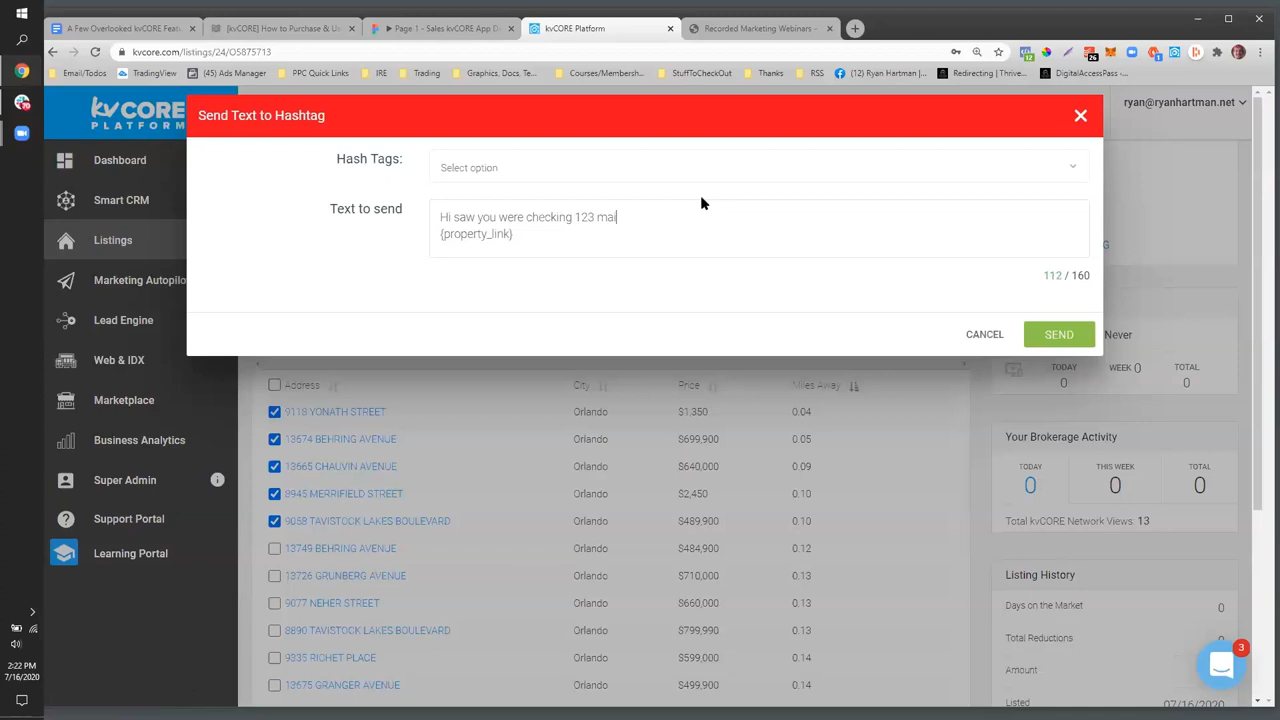 A Few Overlooked kvCORE Feat
[kvCORE] How to Purchase & U
Page 1 - Sales kvCORE App De
kvCORE Platform
Recorded Marketing Webinars -
kvcore.com/listings/24/O5875713
Email/Todos
TradingView
(45) Ads Manager
PPC Quick Links
IRE
Trading
Graphics, Docs, Te...
Courses/Membersh...
StuffToCheckOut
Thanks
RSS
(2) Ryan Hartman |...
Redirecting | Thrive...
DigitalAccessPass -...
kvCORE
PLATFORM
ryan@ryanhartman.net
Send Text to Hashtag
Hash Tags:
Select option
Text to send
Hi saw you were checking 123 mai
{property_link}
112 / 160
CANCEL
SEND
Dashboard
Smart CRM
Listings
Marketing Autopilot
Lead Engine
Web & IDX
Marketplace
Business Analytics
Super Admin
Support Portal
Learning Portal
Address
City
Price
Miles Away
9118 YONATH STREET
Orlando
$1,350
0.04
13674 BEHRING AVENUE
Orlando
$699,900
0.05
13665 CHAUVIN AVENUE
Orlando
$640,000
0.09
8945 MERRIFIELD STREET
Orlando
$2,450
0.10
9058 TAVISTOCK LAKES BOULEVARD
Orlando
$489,900
0.10
13749 BEHRING AVENUE
Orlando
$484,900
0.12
13726 GRUNBERG AVENUE
Orlando
$710,000
0.13
9077 NEHER STREET
Orlando
$660,000
0.13
8890 TAVISTOCK LAKES BOULEVARD
Orlando
$799,990
0.13
9335 RICHET PLACE
Orlando
$599,000
0.14
13675 GRANGER AVENUE
Orlando
$499,900
0.14
Never
TODAY
0
WEEK 0
TOTAL
0
Your Brokerage Activity
TODAY
0
THIS WEEK
0
TOTAL
0
Total kvCORE Network Views: 13
Listing History
Days on the Market
0
Total Reductions
0
Amount
Listed
07/16/2020
3
2:22 PM
7/16/2020